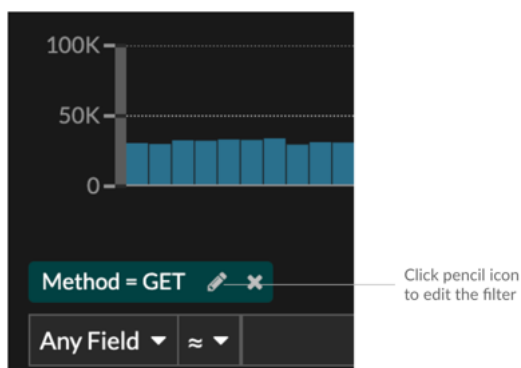 100K
50K
0
Method = GET
Click pencil icon
to edit the filter
Any Field ≈